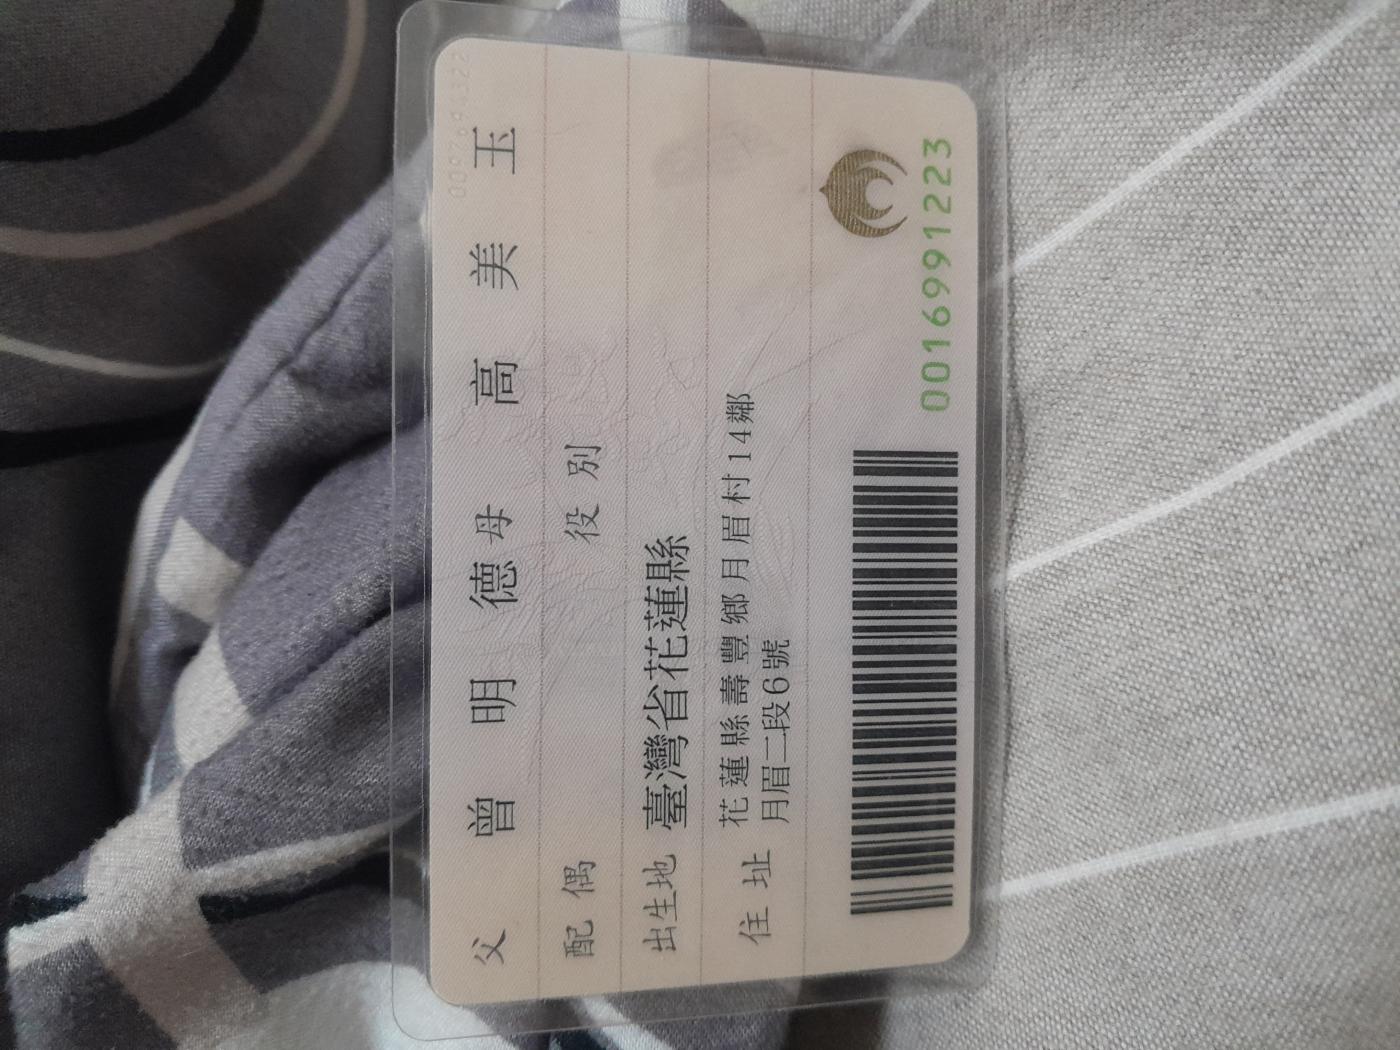 0097644322
父 曾 明 德 母 高 美 玉
配偶 役別
出生地 臺灣省花蓮縣
住址 花蓮縣壽豐鄉月眉村14鄰
月眉二段6號
0016991223